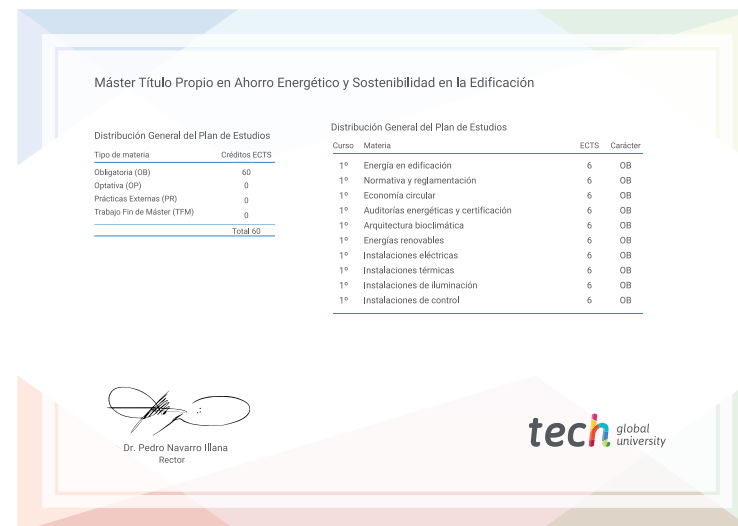 Máster Título Propio en Ahorro Energético y Sostenibilidad en la Edificación
Distribución General del Plan de Estudios
Tipo de materia Créditos ECTS
Obligatoria (OB) 60
Optativa (OP) 0
Prácticas Externas (PR) 0
Trabajo Fin de Máster (TFM) 0
Total 60
Distribución General del Plan de Estudios
Curso Materia ECTS Carácter
1º Energía en edificación 6 OB
1º Normativa y reglamentación 6 OB
1º Economía circular 6 OB
1º Auditorías energéticas y certificación 6 OB
1º Arquitectura bioclimática 6 OB
1º Energías renovables 6 OB
1º Instalaciones eléctricas 6 OB
1º Instalaciones térmicas 6 OB
1º Instalaciones de iluminación 6 OB
1º Instalaciones de control 6 OB
Dr. Pedro Navarro Illana
Rector
tech global
university